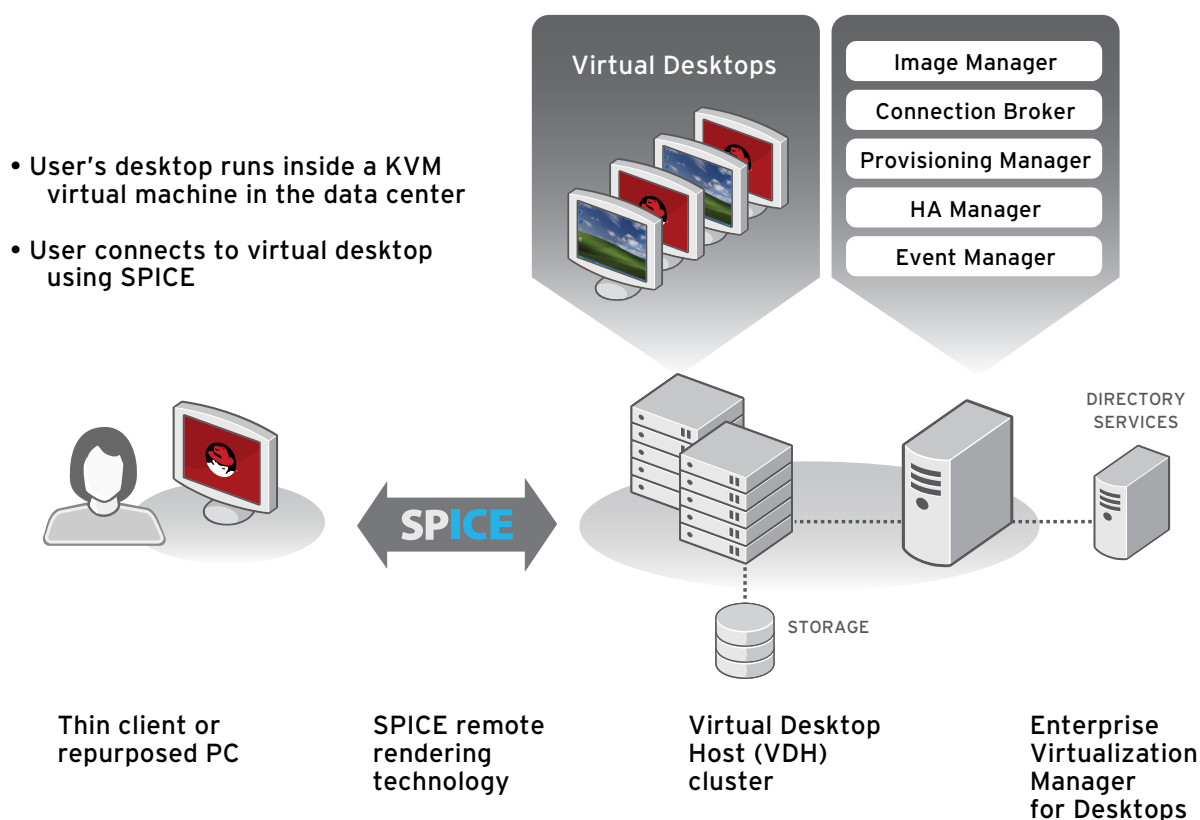 Virtual Desktops
Image Manager
Connection Broker
Provisioning Manager
HA Manager
Event Manager
• User's desktop runs inside a KVM
virtual machine in the data center
• User connects to virtual desktop
using SPICE
DIRECTORY
SERVICES
SPICE
STORAGE
Thin client or
repurposed PC
SPICE remote
rendering
technology
Virtual Desktop
Host (VDH)
cluster
Enterprise
Virtualization
Manager
for Desktops